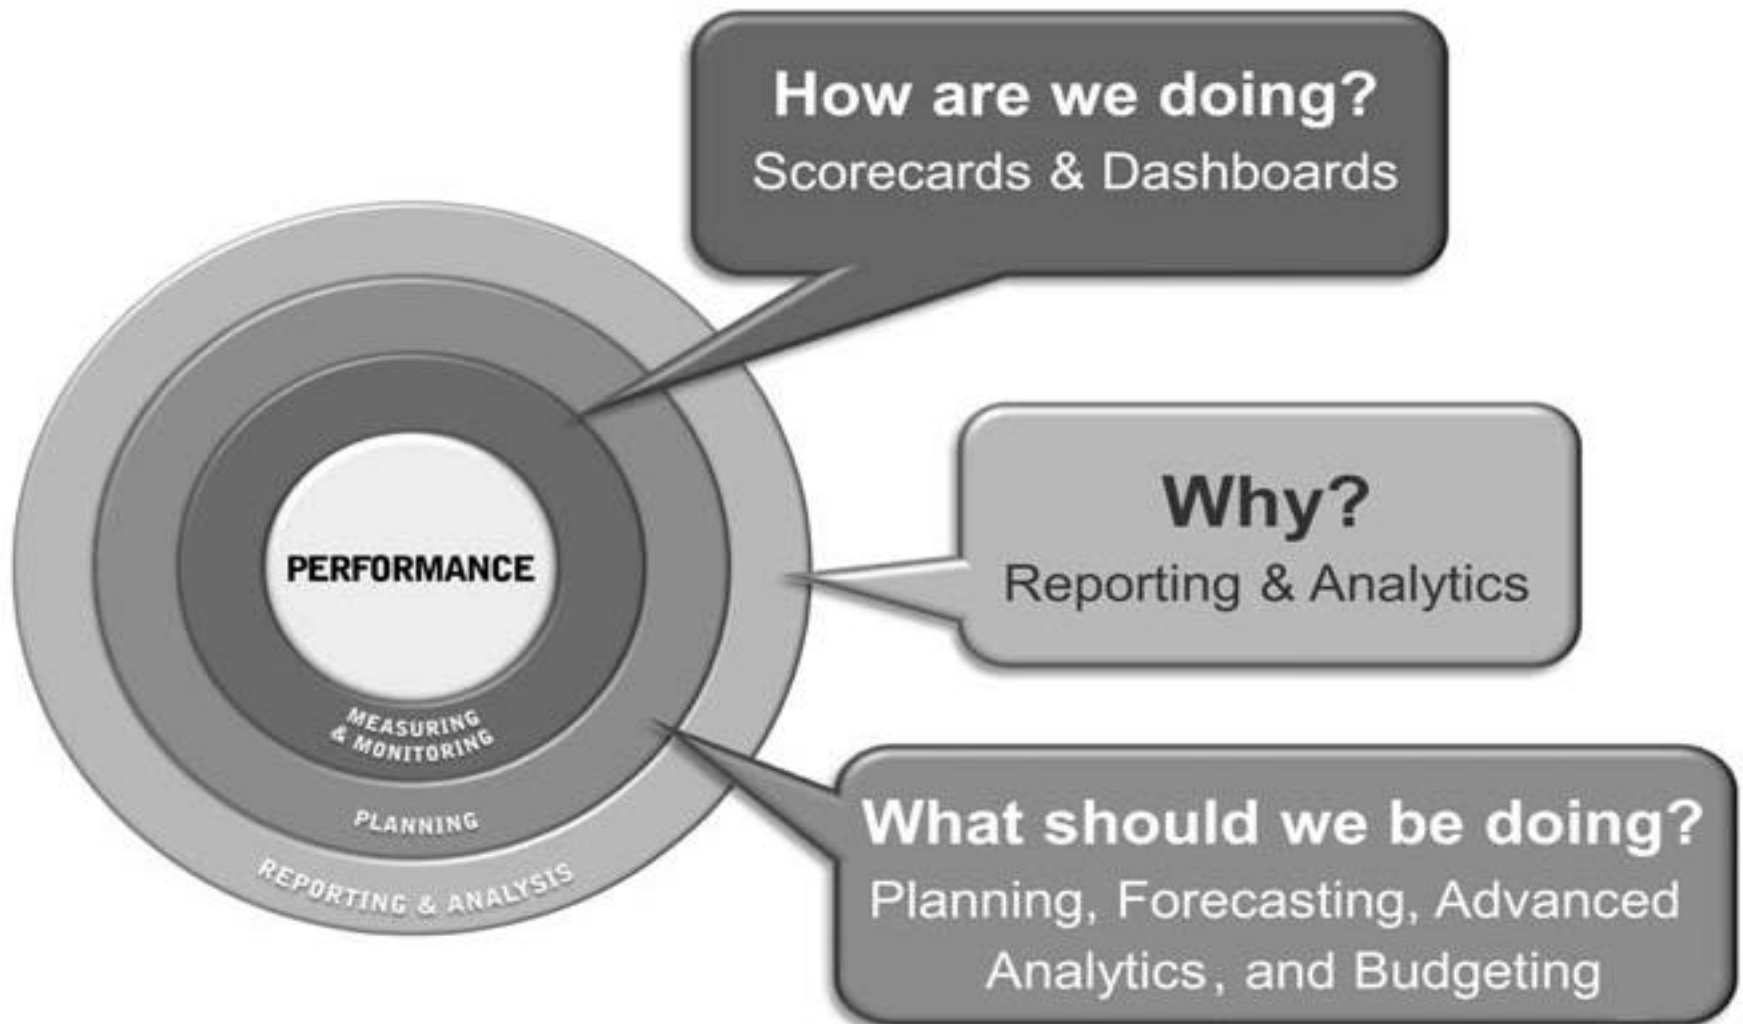 How are we doing?
Scorecards & Dashboards
Why?
Reporting & Analytics
PERFORMANCE
MEASURING
& MONITORING
PLANNING
REPORTING & ANALYSIS
What should we be doing?
Planning, Forecasting, Advanced
Analytics, and Budgeting